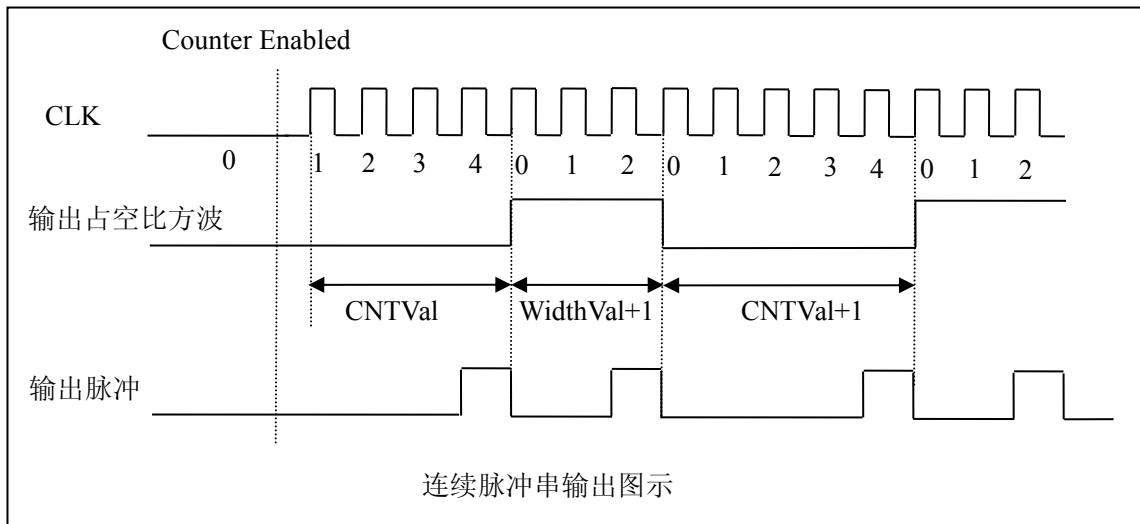 Counter Enabled
CLK
0 1 2 3 4 0 1 2 0 1 2 3 4 0 1 2
输出占空比方波
CNTVal WidthVal+1 CNTVal+1
输出脉冲
连续脉冲串输出图示